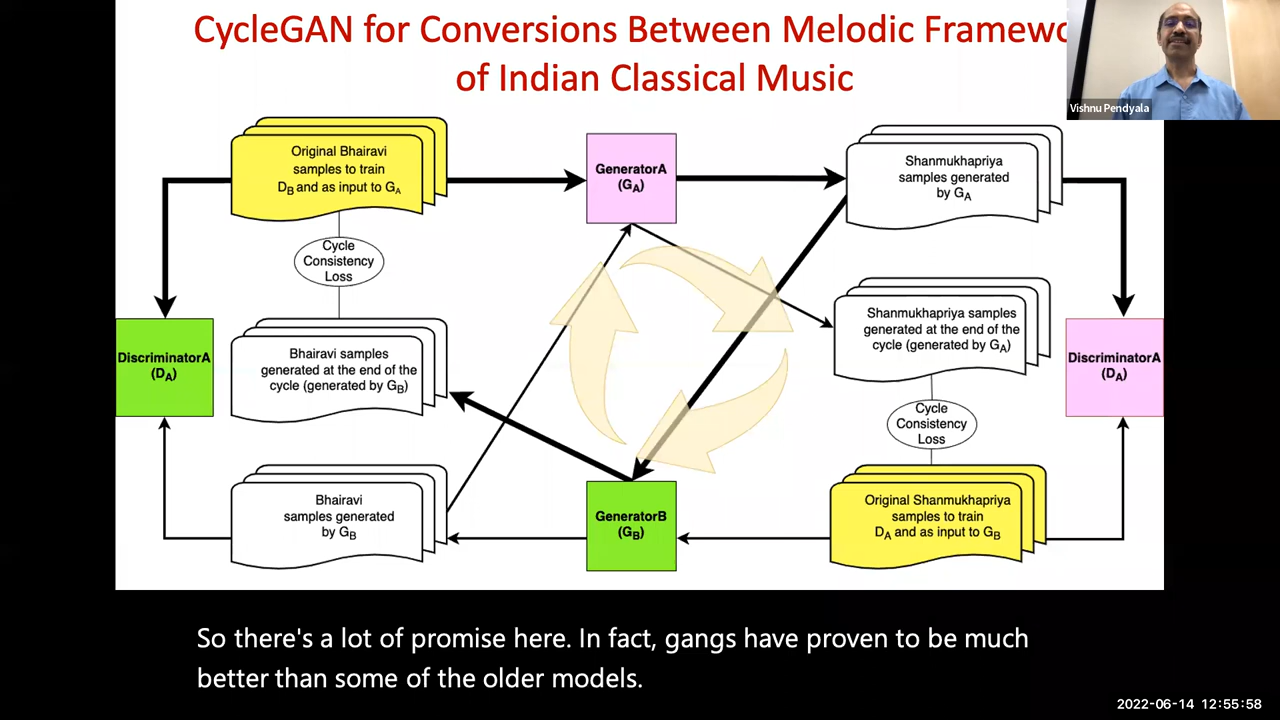 CycleGAN for Conversions Between Melodic Framewo
of Indian Classical Music
Vishnu Pendyala
Original Bhairavi
samples to train
DB and as input to GA
GeneratorA
(GA)
Shanmukhapriya
samples generated
by GA
Cycle
Consistency
Loss
DiscriminatorA
(DA)
Bhairavi samples
generated at the end of the
cycle (generated by GB)
Shanmukhapriya samples
generated at the end of the
cycle (generated by GA)
DiscriminatorA
(DA)
Cycle
Consistency
Loss
Bhairavi
samples generated
by GB
GeneratorB
(GB)
Original Shanmukhapriya
samples to train
DA and as input to GB
So there's a lot of promise here. In fact, gangs have proven to be much
better than some of the older models.
2022-06-14 12:55:58